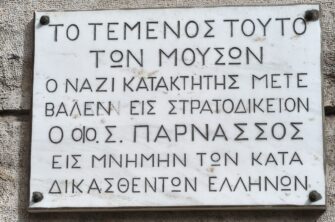 ΤΟ ΤΕΜΕΝΟΣ ΤΟΥΤΟ
ΤΩΝ ΜΟΥΣΩΝ
Ο ΝΑΖΙ ΚΑΤΑΚΤΗΤΗΣ ΜΕΤΕ
ΒΑΛΕΝ ΕΙΣ ΣΤΡΑΤΟΔΙΚΕΙΟΝ
Ο Φ. Σ. ΠΑΡΝΑΣΣΟΣ
ΕΙΣ ΜΝΗΜΗΝ ΤΩΝ ΚΑΤΑ
ΔΙΚΑΣΘΕΝΤΩΝ ΕΛΛΗΝΩΝ